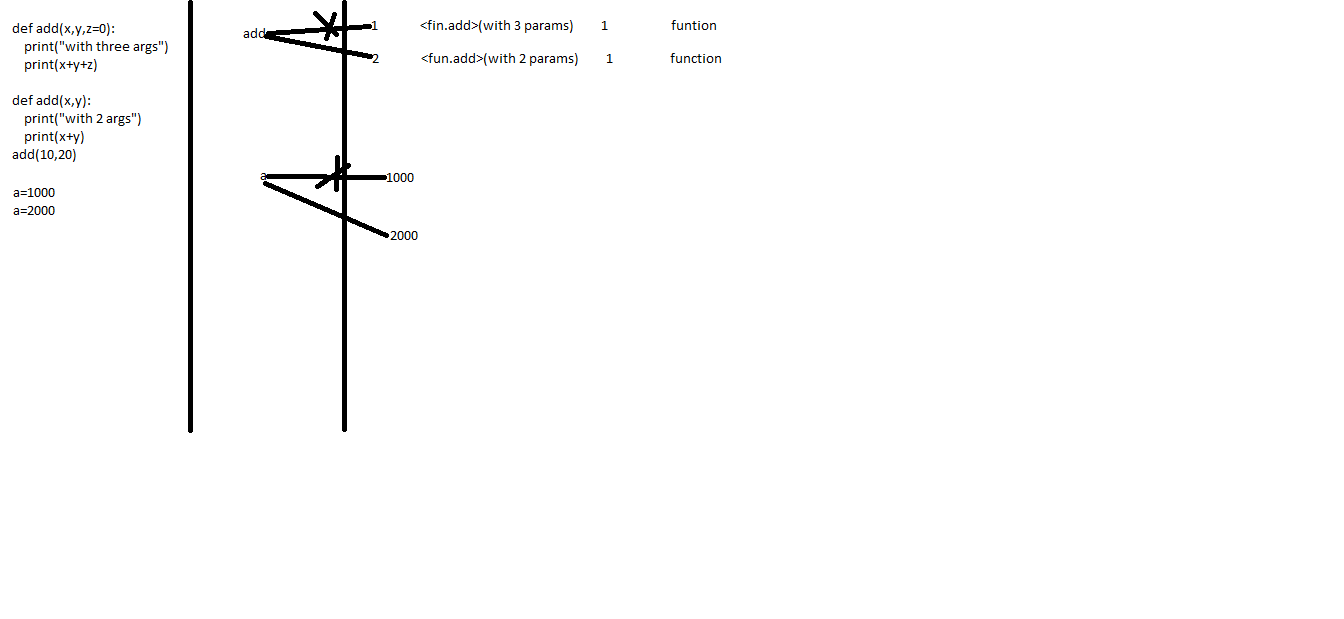 def add(x,y,z=0):
print("with three args")
print(x+y+z)
def add(x,y):
print("with 2 args")
print(x+y)
add(10,20)
a=1000
a=2000
add
1 <fin.add>(with 3 params) 1 funtion
2 <fun.add>(with 2 params) 1 function
a
1000
2000